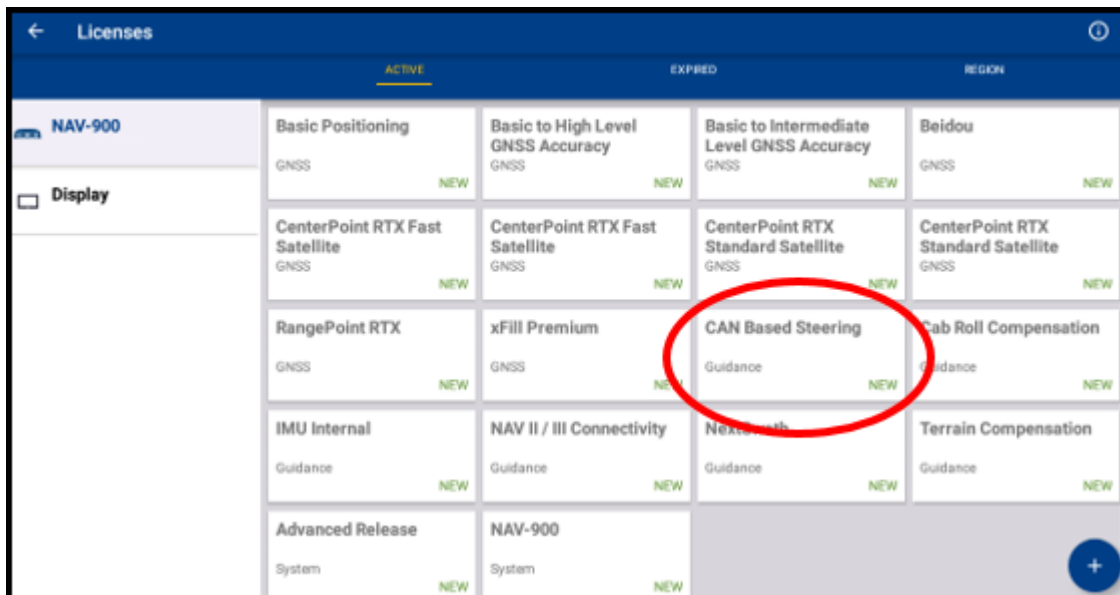 Licenses
ACTIVE EXPIRED REGION
NAV-900
Display
Basic Positioning
GNSS
NEW
Basic to High Level
GNSS Accuracy
GNSS
NEW
Basic to Intermediate
Level GNSS Accuracy
GNSS
NEW
Beidou
GNSS
NEW
CenterPoint RTX Fast
Satellite
GNSS
NEW
CenterPoint RTX Fast
Satellite
GNSS
NEW
CenterPoint RTX
Standard Satellite
GNSS
NEW
CenterPoint RTX
Standard Satellite
GNSS
NEW
RangePoint RTX
GNSS
NEW
xFill Premium
GNSS
NEW
CAN Based Steering
Guidance
NEW
Cab Roll Compensation
Guidance
NEW
IMU Internal
Guidance
NEW
NAV II / III Connectivity
Guidance
NEW
Guidance
NEW
Terrain Compensation
Guidance
NEW
Advanced Release
System
NEW
NAV-900
System
NEW